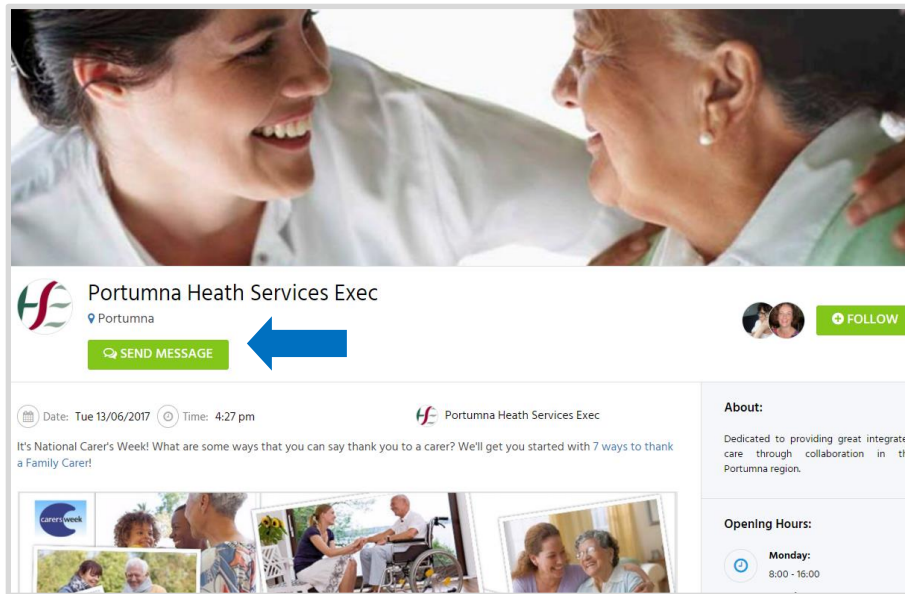 Portumna Heath Services Exec
Portumna
SEND MESSAGE
FOLLOW
Date: Tue 13/06/2017 Time: 4:27 pm
Portumna Heath Services Exec
It's National Carer's Week! What are some ways that you can say thank you to a carer? We'll get you started with 7 ways to thank
a Family Carer!
carersweek
About:
Dedicated to providing great integrate
care through collaboration in th
Portumna region.
Opening Hours:
Monday:
8:00 - 16:00